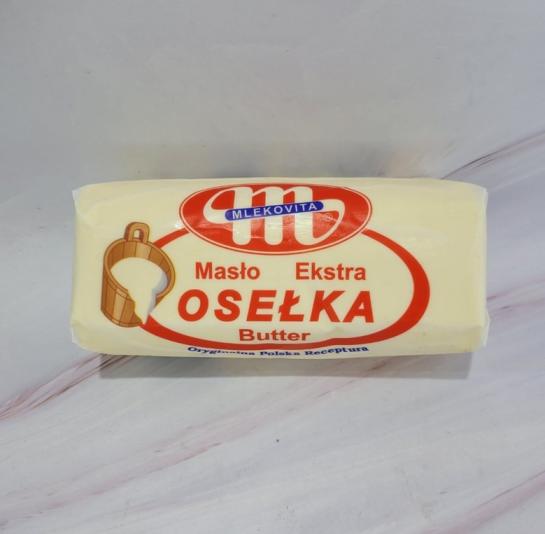 MLEKOVITA
Masło Ekstra
OSEŁKA
Butter
Oryginalna Polska Receptura